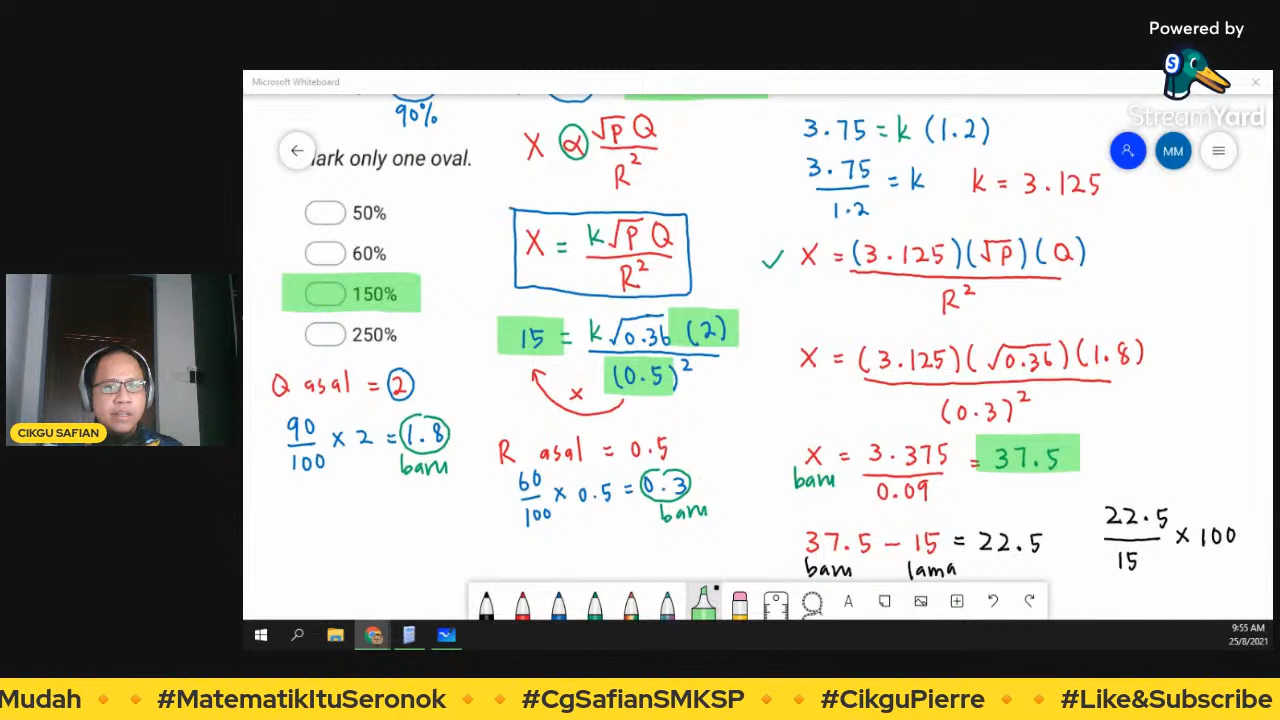 Powered by
StreamYard
Microsoft Whiteboard
90%
Mark only one oval.
50%
60%
150%
250%
Q asal = 2
90/100 × 2 = 1.8
baru
X ∝ √P Q / R²
X = k√P Q / R²
15 = k√0.36 (2) / (0.5)²
×
R asal = 0.5
60/100 × 0.5 = 0.3
baru
3.75 = k (1.2)
3.75/1.2 = k   k = 3.125
✓ X = (3.125)(√P)(Q) / R²
X = (3.125)(√0.36)(1.8) / (0.3)²
X = 3.375/0.09 = 37.5
baru
37.5 − 15 = 22.5
baru lama
22.5/15 × 100
MM
CIKGU SAFIAN
9:55 AM
25/8/2021
Mudah #MatematikItuSeronok #CgSafianSMKSP #CikguPierre #Like&Subscribe